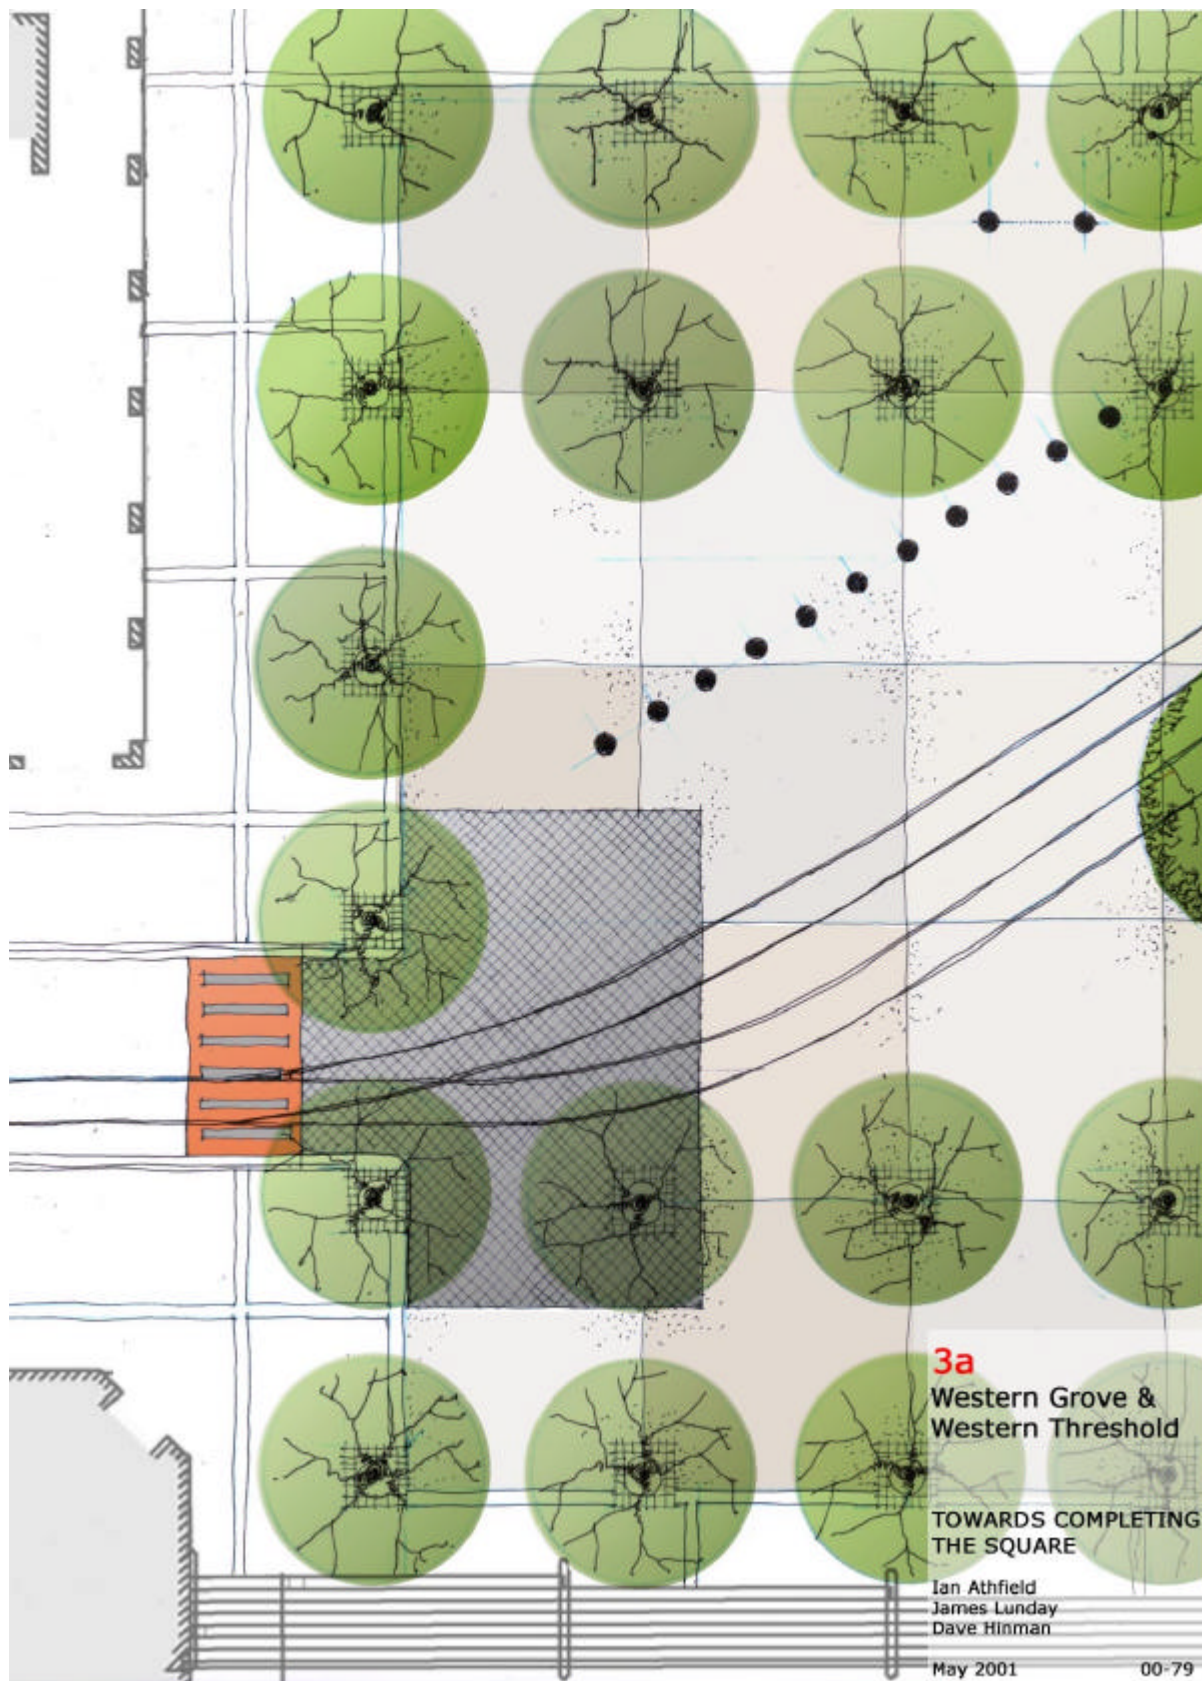 3a
Western Grove &
Western Threshold
TOWARDS COMPLETING
THE SQUARE
Ian Athfield
James Lunday
Dave Hinman
May 2001 00-79